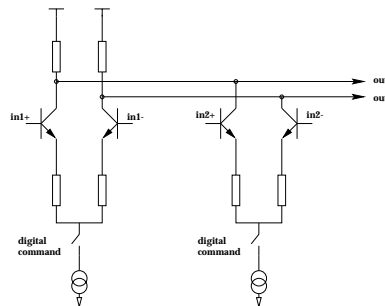 out
out
in1+
in1-
in2+
in2-
digital
command
digital
command